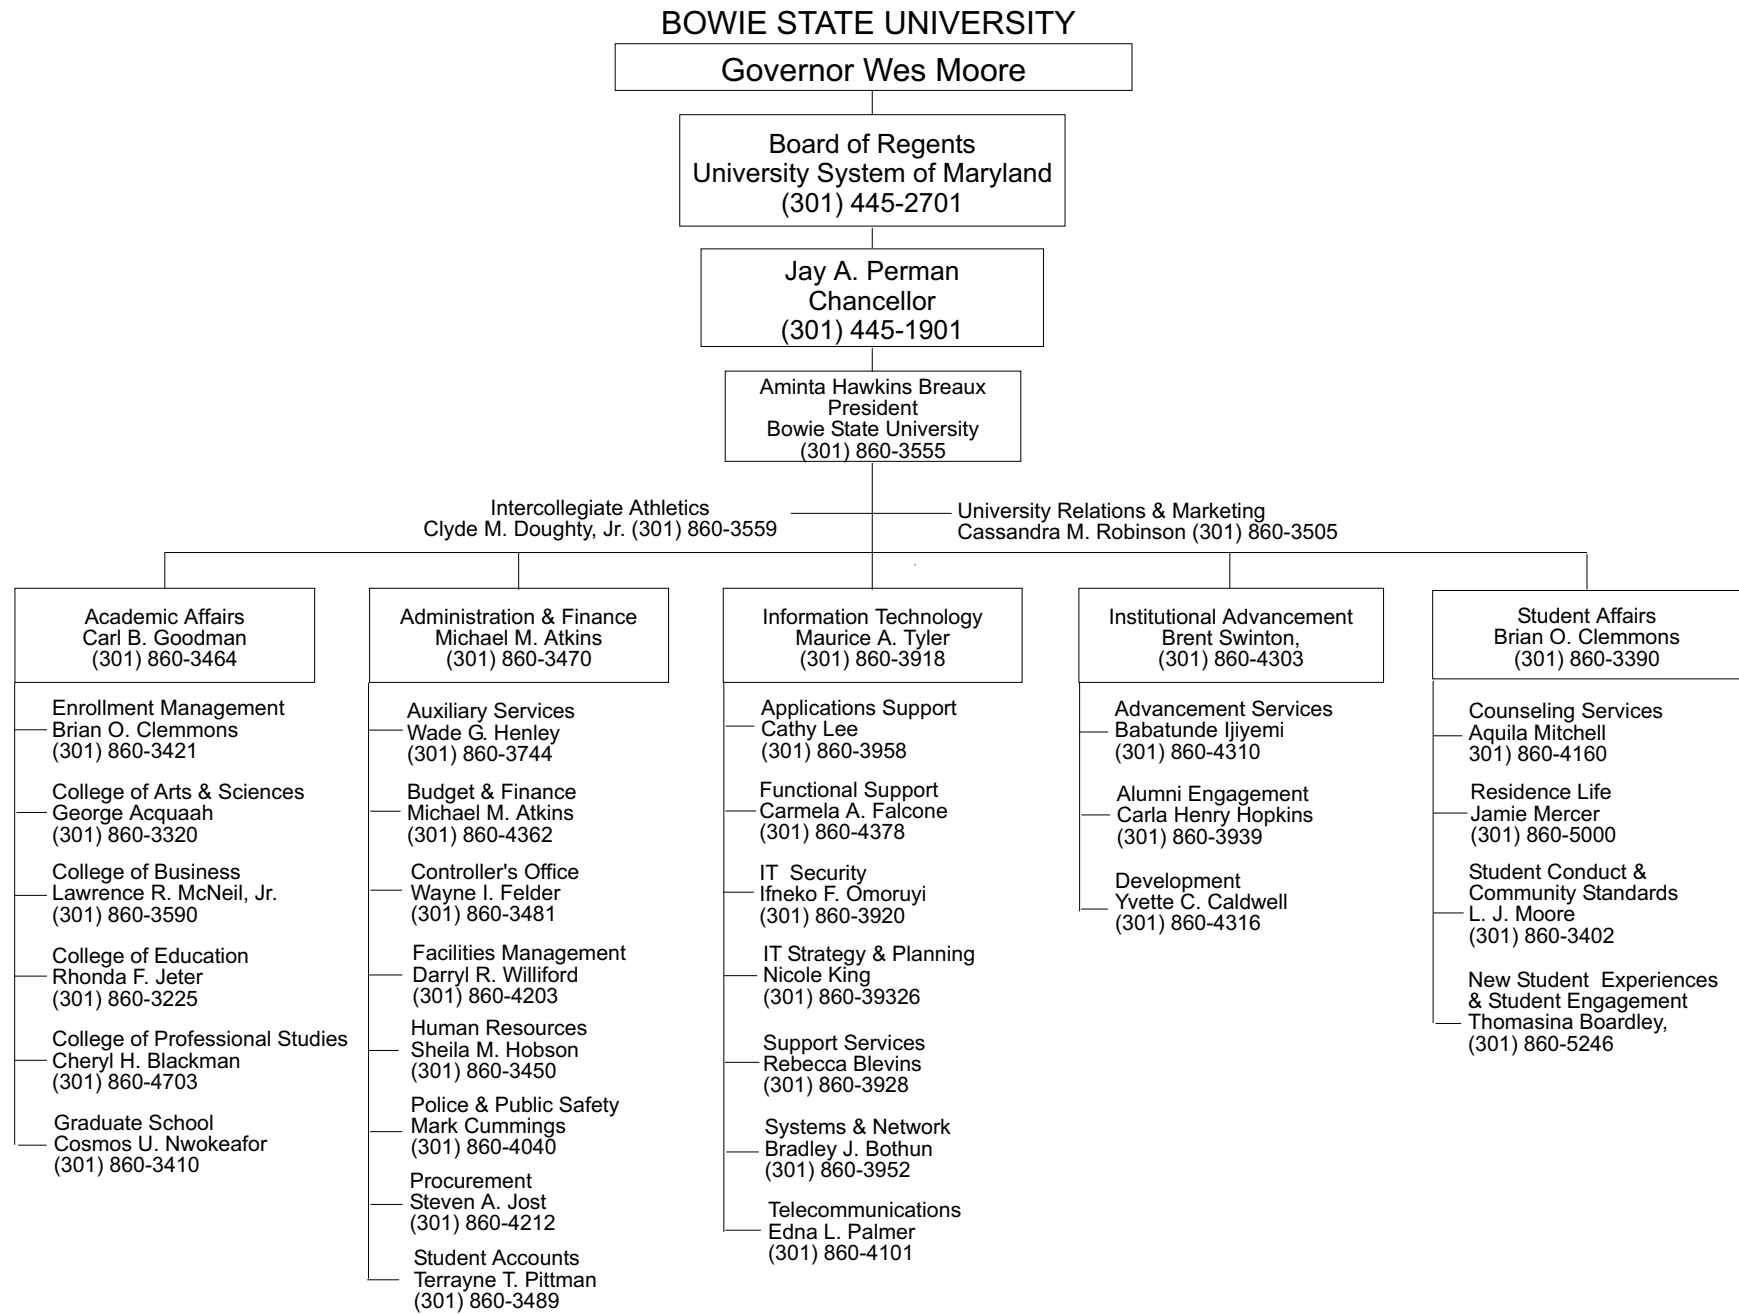 BOWIE STATE UNIVERSITY
Governor Wes Moore
Board of Regents
University System of Maryland
(301) 445-2701
Jay A. Perman
Chancellor
(301) 445-1901
Aminta Hawkins Breaux
President
Bowie State University
(301) 860-3555
Intercollegiate Athletics
Clyde M. Doughty, Jr. (301) 860-3559
University Relations & Marketing
Cassandra M. Robinson (301) 860-3505
Academic Affairs
Carl B. Goodman
(301) 860-3464
Enrollment Management
Brian O. Clemmons
(301) 860-3421
College of Arts & Sciences
George Acquaah
(301) 860-3320
College of Business
Lawrence R. McNeil, Jr.
(301) 860-3590
College of Education
Rhonda F. Jeter
(301) 860-3225
College of Professional Studies
Cheryl H. Blackman
(301) 860-4703
Graduate School
Cosmos U. Nwokeafor
(301) 860-3410
Administration & Finance
Michael M. Atkins
(301) 860-3470
Auxiliary Services
Wade G. Henley
(301) 860-3744
Budget & Finance
Michael M. Atkins
(301) 860-4362
Controller's Office
Wayne I. Felder
(301) 860-3481
Facilities Management
Darryl R. Williford
(301) 860-4203
Human Resources
Sheila M. Hobson
(301) 860-3450
Police & Public Safety
Mark Cummings
(301) 860-4040
Procurement
Steven A. Jost
(301) 860-4212
Student Accounts
Terrayne T. Pittman
(301) 860-3489
Information Technology
Maurice A. Tyler
(301) 860-3918
Applications Support
Cathy Lee
(301) 860-3958
Functional Support
Carmela A. Falcone
(301) 860-4378
IT  Security
Ifneko F. Omoruyi
(301) 860-3920
IT Strategy & Planning
Nicole King
(301) 860-39326
Support Services
Rebecca Blevins
(301) 860-3928
Systems & Network
Bradley J. Bothun
(301) 860-3952
Telecommunications
Edna L. Palmer
(301) 860-4101
Institutional Advancement
Brent Swinton,
(301) 860-4303
Advancement Services
Babatunde Ijiyemi
(301) 860-4310
Alumni Engagement
Carla Henry Hopkins
(301) 860-3939
Development
Yvette C. Caldwell
(301) 860-4316
Student Affairs
Brian O. Clemmons
(301) 860-3390
Counseling Services
Aquila Mitchell
301) 860-4160
Residence Life
Jamie Mercer
(301) 860-5000
Student Conduct &
Community Standards
L. J. Moore
(301) 860-3402
New Student  Experiences
& Student Engagement
Thomasina Boardley,
(301) 860-5246